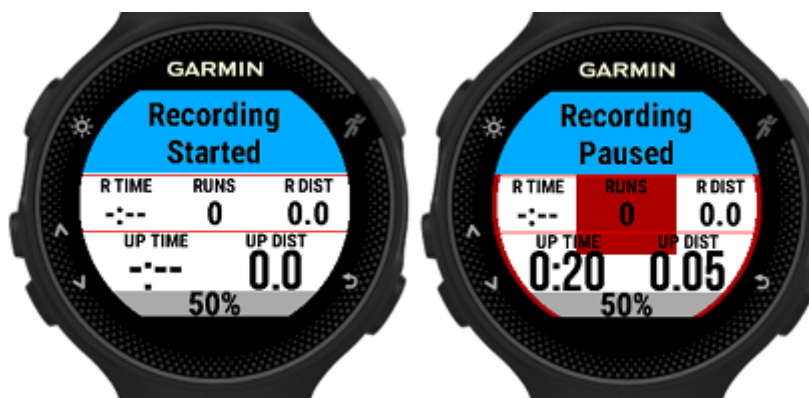 GARMIN
Recording
Started
R TIME RUNS R DIST
-:-- 0 0.0
UP TIME UP DIST
-:-- 0.0
50%
GARMIN
Recording
Paused
R TIME RUNS R DIST
-:-- 0 0.0
UP TIME UP DIST
0:20 0.05
50%